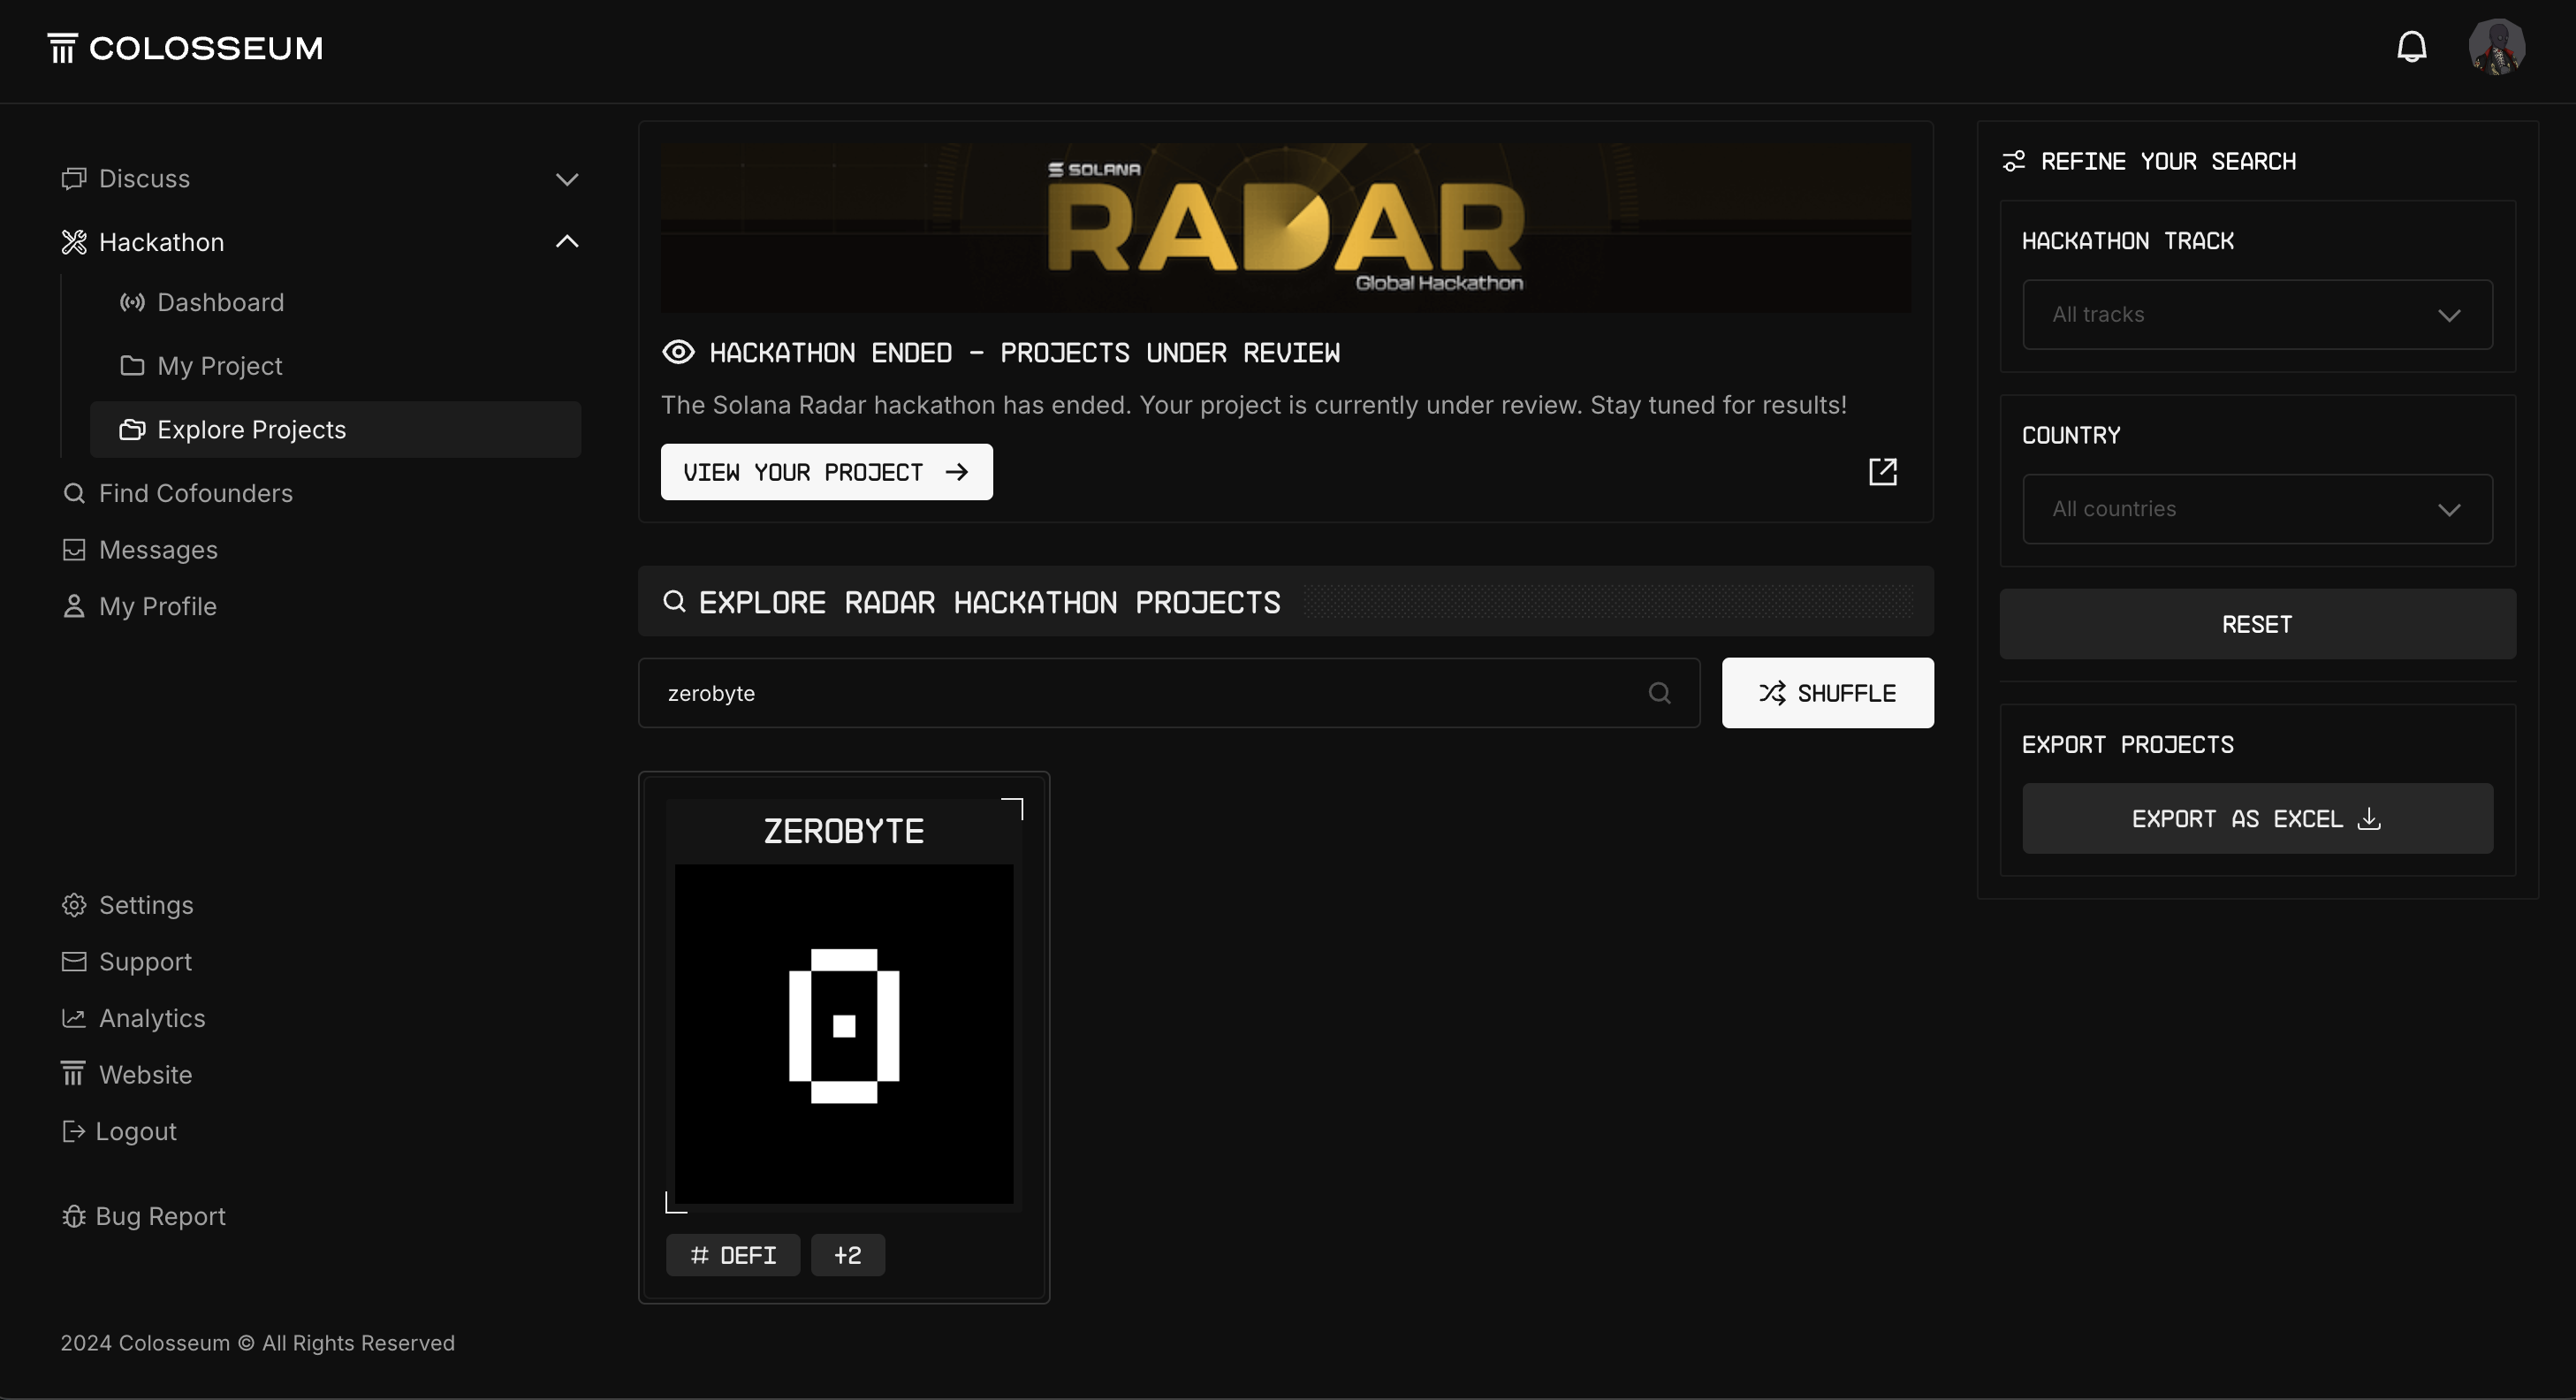 COLOSSEUM
Discuss
Hackathon
Dashboard
My Project
Explore Projects
Find Cofounders
Messages
My Profile
Settings
Support
Analytics
Website
Logout
Bug Report
2024 Colosseum © All Rights Reserved
SOLANA
RADAR
Global Hackathon
HACKATHON ENDED - PROJECTS UNDER REVIEW
The Solana Radar hackathon has ended. Your project is currently under review. Stay tuned for results!
VIEW YOUR PROJECT
EXPLORE RADAR HACKATHON PROJECTS
zerobyte
SHUFFLE
ZEROBYTE
0
# DEFI +2
REFINE YOUR SEARCH
HACKATHON TRACK
All tracks
COUNTRY
All countries
RESET
EXPORT PROJECTS
EXPORT AS EXCEL